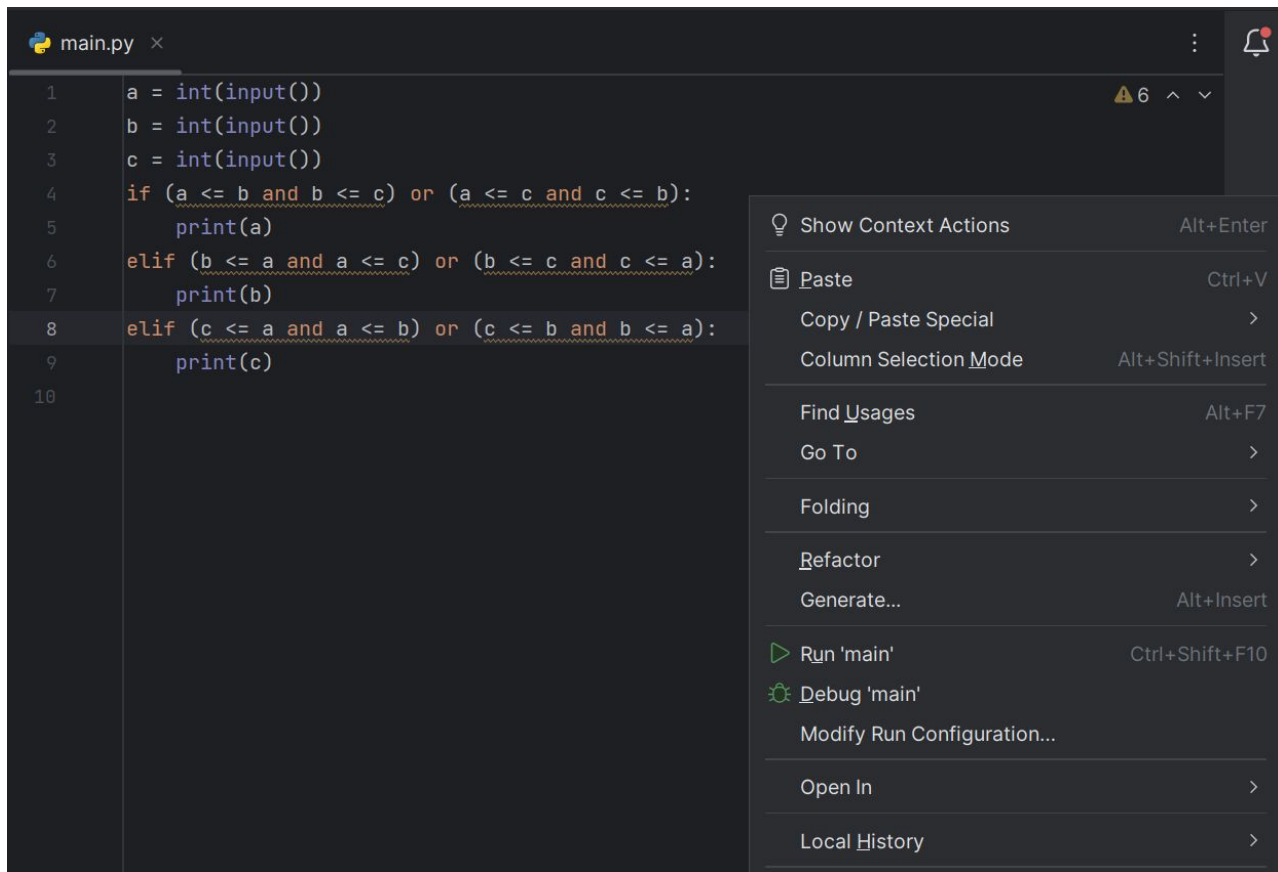 main.py
1 a = int(input())
2 b = int(input())
3 c = int(input())
4 if (a <= b and b <= c) or (a <= c and c <= b):
5     print(a)
6 elif (b <= a and a <= c) or (b <= c and c <= a):
7     print(b)
8 elif (c <= a and a <= b) or (c <= b and b <= a):
9     print(c)
10
6
Show Context Actions Alt+Enter
Paste Ctrl+V
Copy / Paste Special
Column Selection Mode Alt+Shift+Insert
Find Usages Alt+F7
Go To
Folding
Refactor
Generate... Alt+Insert
Run 'main' Ctrl+Shift+F10
Debug 'main'
Modify Run Configuration...
Open In
Local History